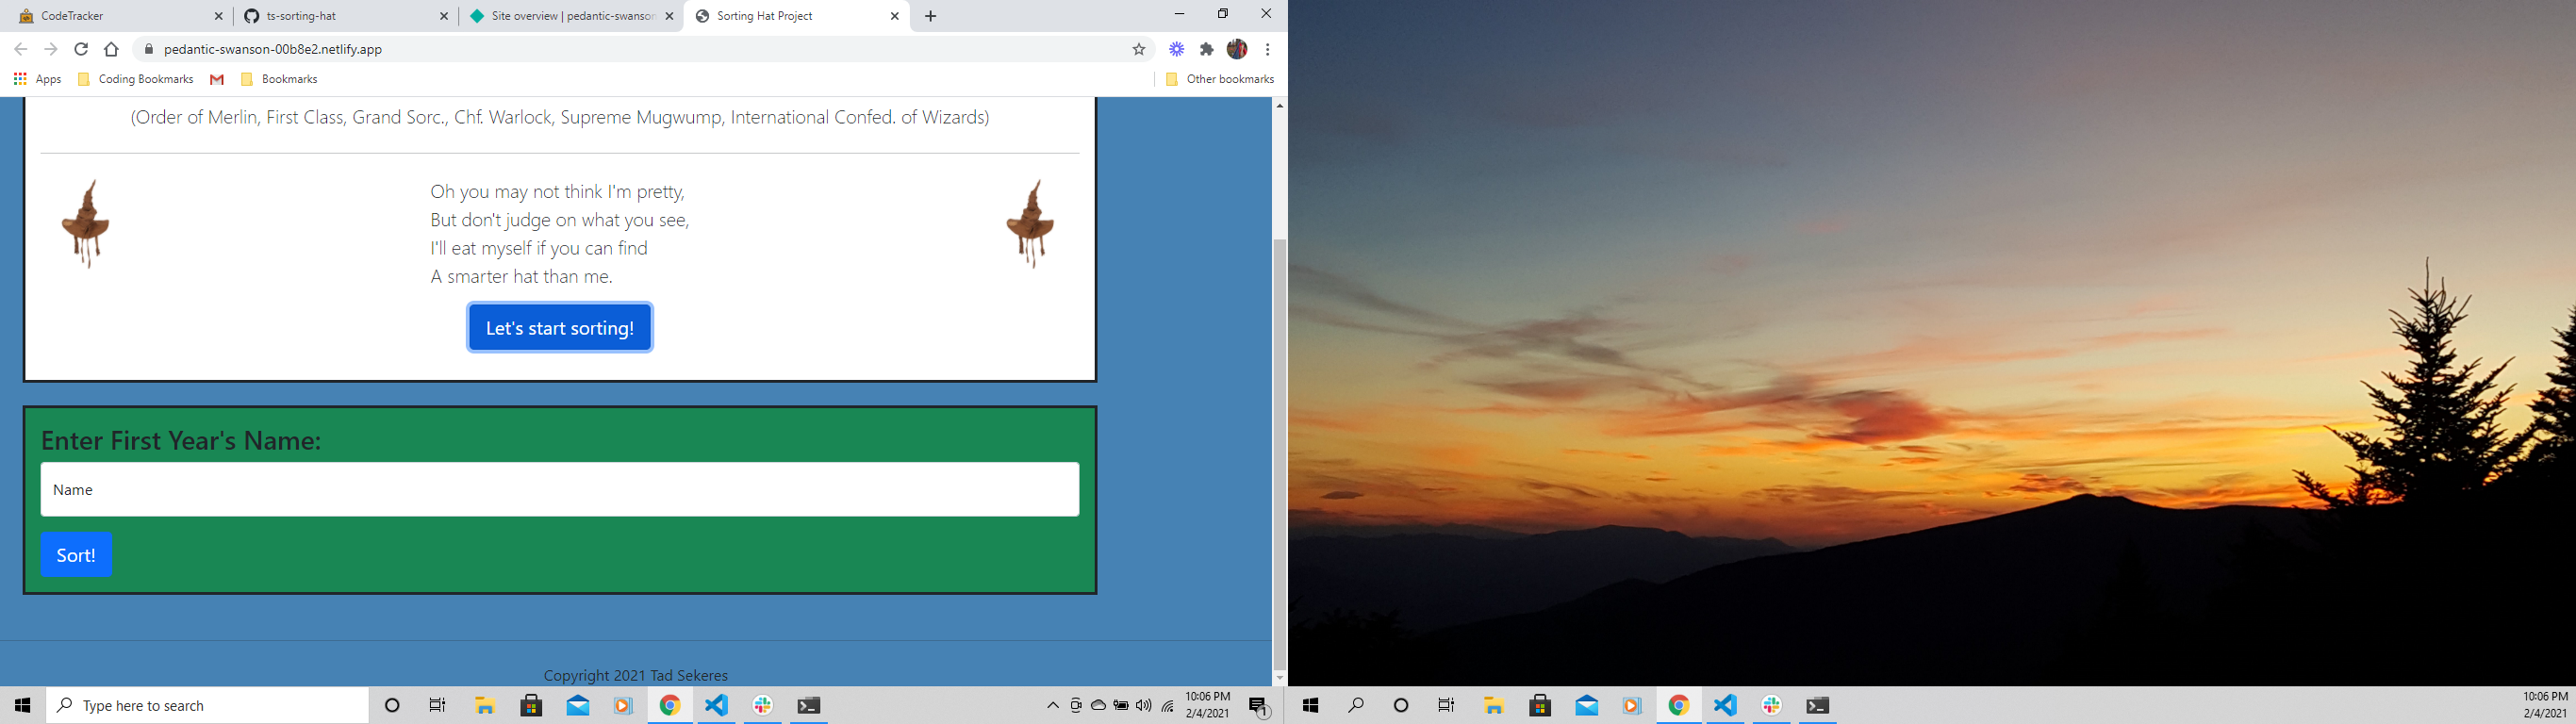 CodeTracker
ts-sorting-hat
Site overview | pedantic-swanson
Sorting Hat Project
pedantic-swanson-00b8e2.netlify.app
Apps
Coding Bookmarks
Bookmarks
Other bookmarks
(Order of Merlin, First Class, Grand Sorc., Chf. Warlock, Supreme Mugwump, International Confed. of Wizards)
Oh you may not think I'm pretty,
But don't judge on what you see,
I'll eat myself if you can find
A smarter hat than me.
Let's start sorting!
Enter First Year's Name:
Name
Sort!
Copyright 2021 Tad Sekeres
Type here to search
10:06 PM
2/4/2021
1
10:06 PM
2/4/2021